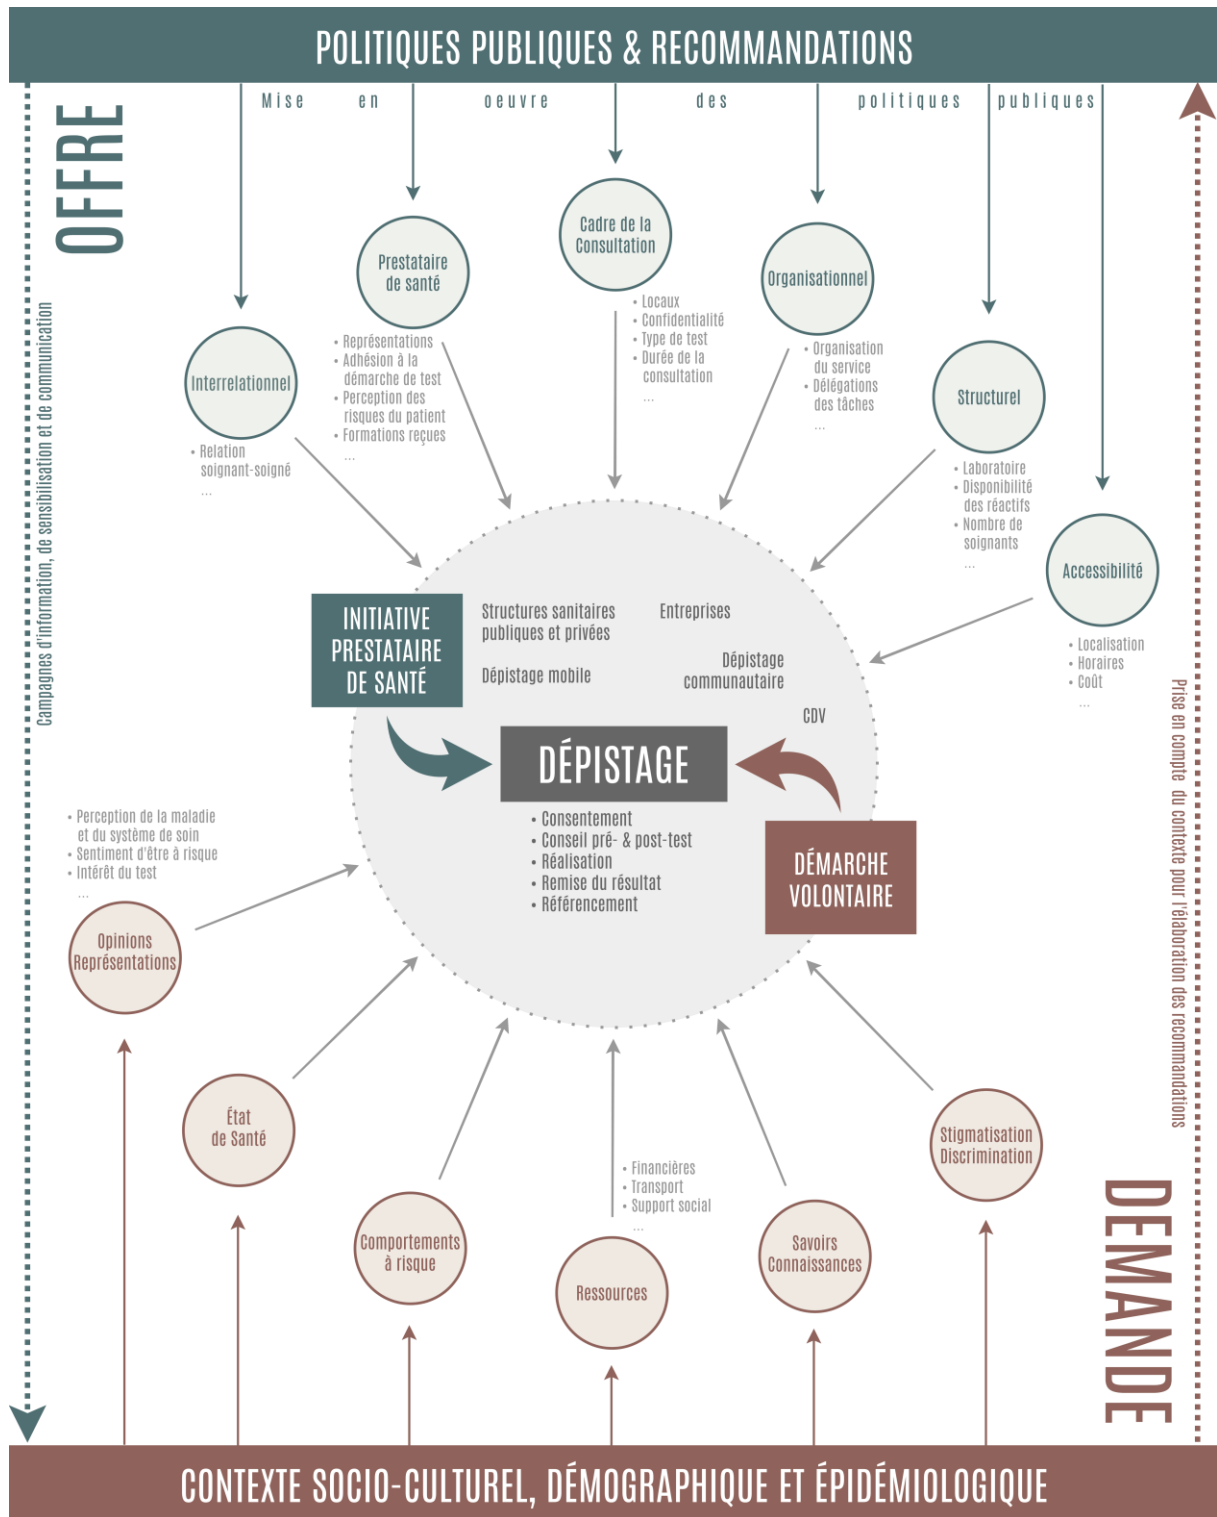 POLITIQUES PUBLIQUES & RECOMMANDATIONS
Mise en oeuvre des politiques publiques
OFFRE
Campagnes d'information, de sensibilisation et de communication
Interrelationnel
• Relation
soignant-soigné
...
Prestataire
de santé
• Représentations
• Adhésion à la
démarche de test
• Perception des
risques du patient
• Formations reçues
...
Cadre de la
Consultation
• Locaux
• Confidentialité
• Type de test
• Durée de la
consultation
...
Organisationnel
• Organisation
du service
• Délégations
des tâches
...
Structurel
• Laboratoire
• Disponibilité
des réactifs
• Nombre de
soignants
...
Accessibilité
• Localisation
• Horaires
• Coût
...
INITIATIVE
PRESTATAIRE
DE SANTÉ
Structures sanitaires
publiques et privées
Entreprises
Dépistage mobile
Dépistage
communautaire
CDV
DÉPISTAGE
• Consentement
• Conseil pré- & post-test
• Réalisation
• Remise du résultat
• Référencement
DÉMARCHE
VOLONTAIRE
Prise en compte du contexte pour l'élaboration des recommandations
• Perception de la maladie
et du système de soin
• Sentiment d'être à risque
• Intérêt du test
...
Opinions
Représentations
État
de Santé
Comportements
à risque
• Financières
• Transport
• Support social
...
Ressources
Savoirs
Connaissances
Stigmatisation
Discrimination
DEMANDE
CONTEXTE SOCIO-CULTUREL, DÉMOGRAPHIQUE ET ÉPIDÉMIOLOGIQUE